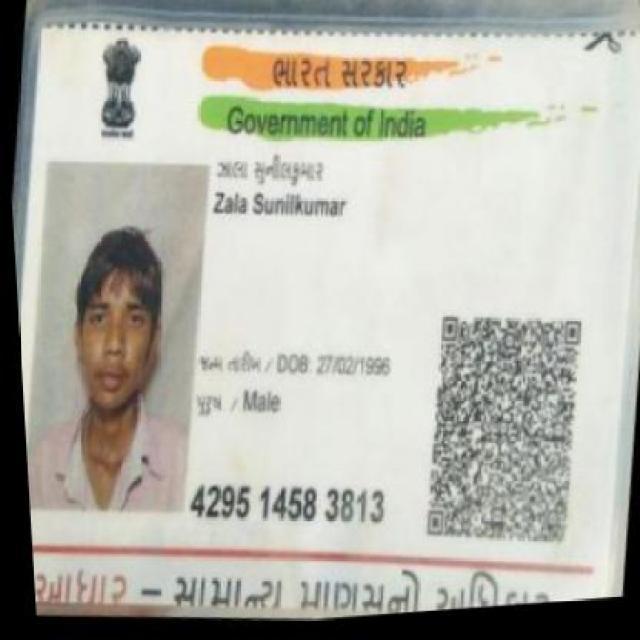 ભારત સરકાર
Government of India
ઝાલા સુનીલકુમાર
Zala Sunilkumar
જન્મ તારીખ / DOB: 27/02/1996
પુરુષ / Male
4295 1458 3813
આધાર – સામાન્ય માણસનો અધિકાર